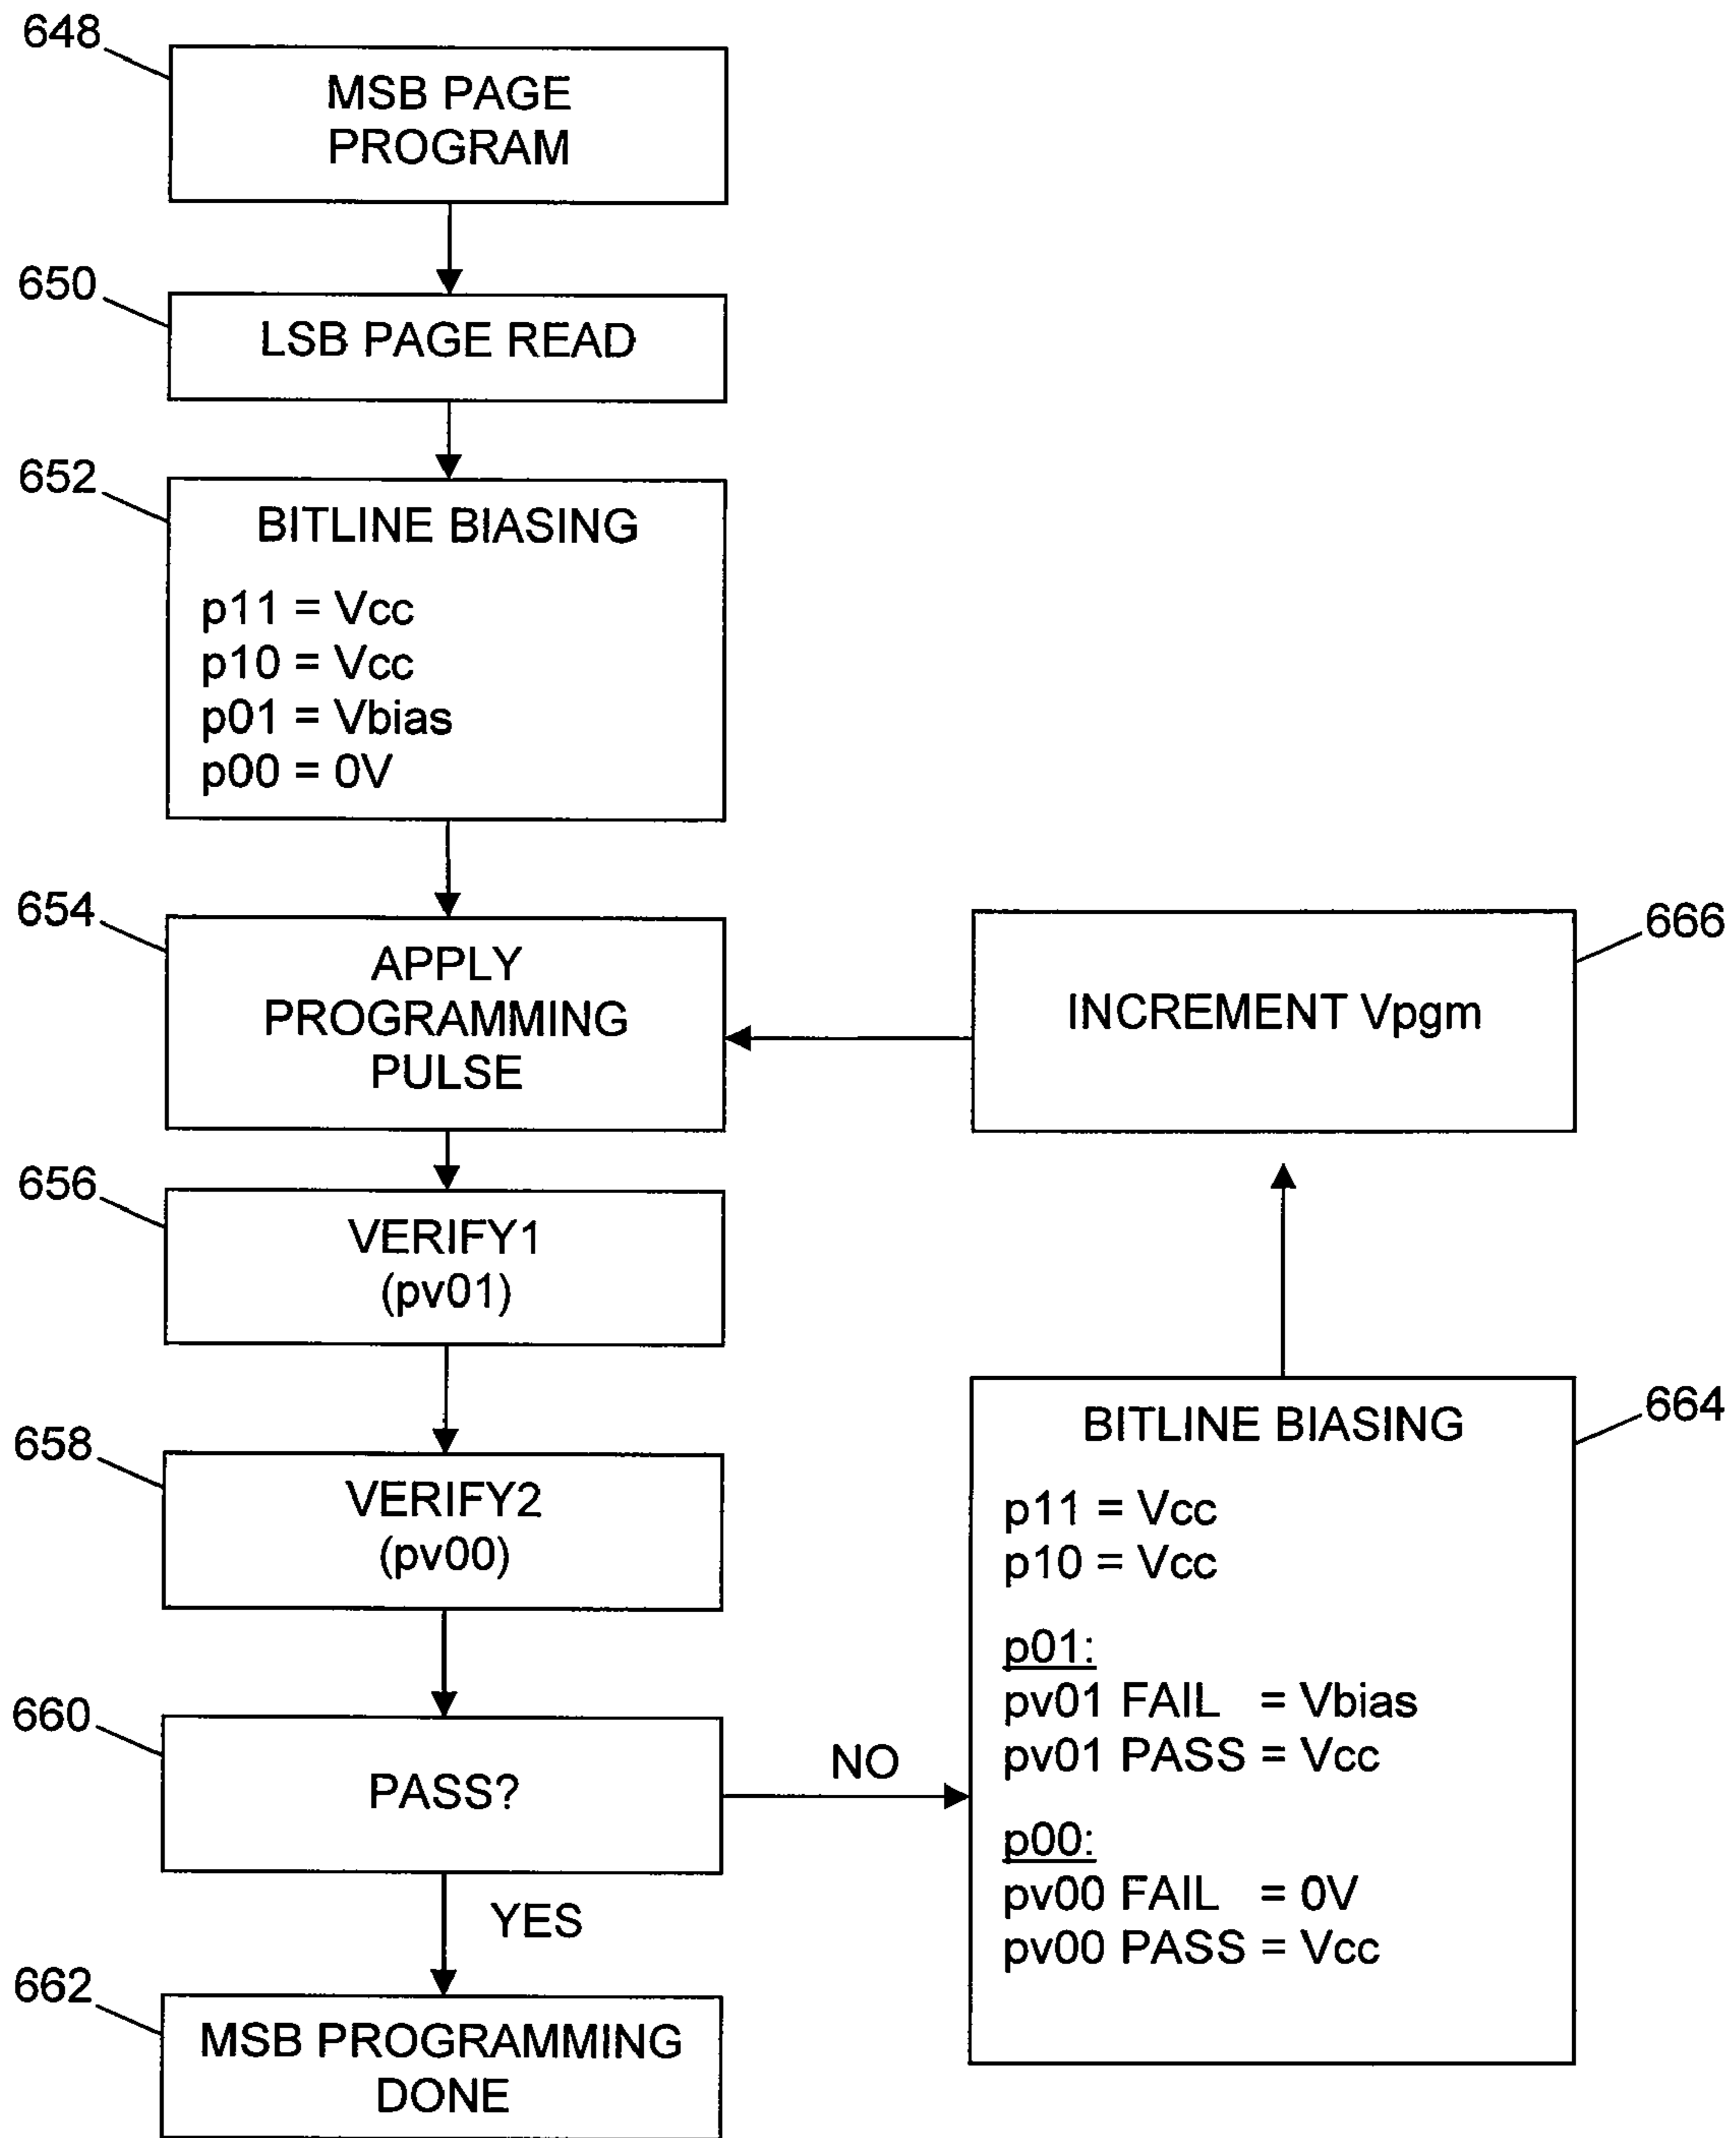 648
MSB PAGE
PROGRAM
650
LSB PAGE READ
652
BITLINE BIASING
p11 = Vcc
p10 = Vcc
p01 = Vbias
p00 = 0V
654
APPLY
PROGRAMMING
PULSE
666
INCREMENT Vpgm
656
VERIFY1
(pv01)
658
VERIFY2
(pv00)
660
PASS?
NO
YES
662
MSB PROGRAMMING
DONE
664
BITLINE BIASING
p11 = Vcc
p10 = Vcc
p01:
pv01 FAIL = Vbias
pv01 PASS = Vcc
p00:
pv00 FAIL = 0V
pv00 PASS = Vcc